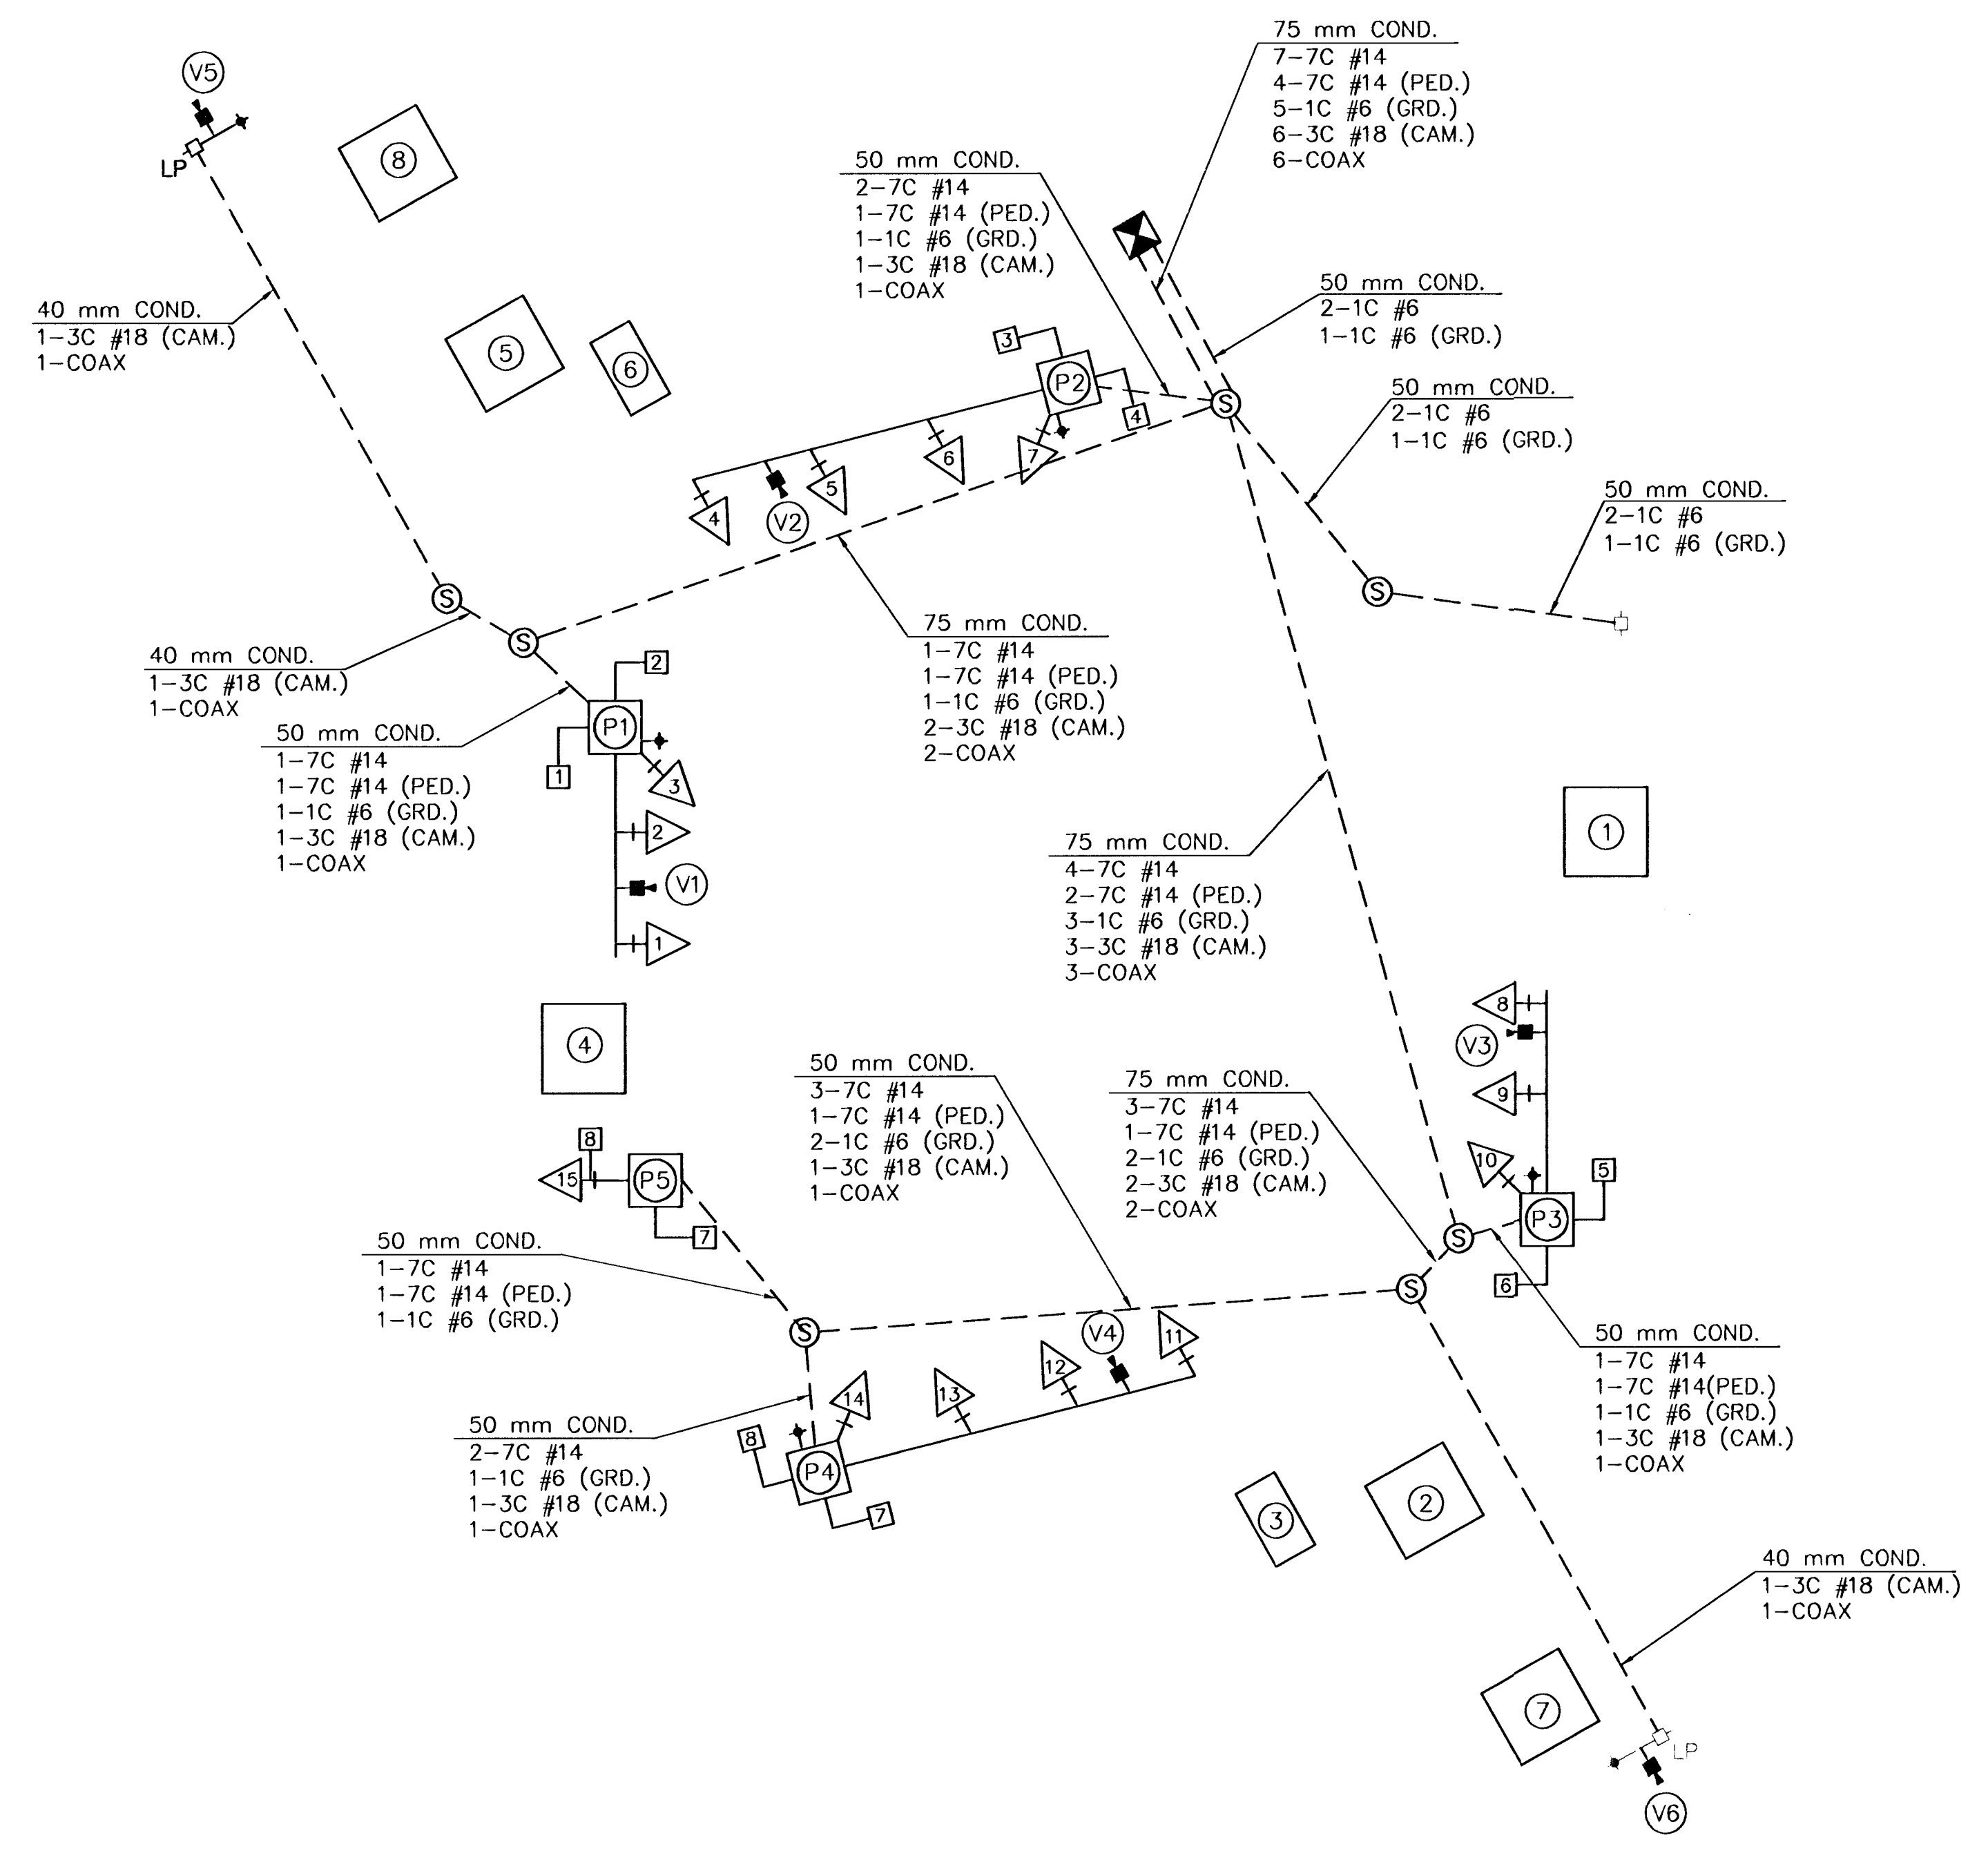 75 mm COND.
7-7C #14
4-7C #14 (PED.)
5-1C #6 (GRD.)
6-3C #18 (CAM.)
6-COAX
V5
LP
8
50 mm COND.
2-7C #14
1-7C #14 (PED.)
1-1C #6 (GRD.)
1-3C #18 (CAM.)
1-COAX
50 mm COND.
2-1C #6
1-1C #6 (GRD.)
40 mm COND.
1-3C #18 (CAM.)
1-COAX
5
6
3
P2
4
S
50 mm COND.
2-1C #6
1-1C #6 (GRD.)
4
V2
5
6
7
50 mm COND.
2-1C #6
1-1C #6 (GRD.)
S
S
S
40 mm COND.
1-3C #18 (CAM.)
1-COAX
75 mm COND.
1-7C #14
1-7C #14 (PED.)
1-1C #6 (GRD.)
2-3C #18 (CAM.)
2-COAX
50 mm COND.
1-7C #14
1-7C #14 (PED.)
1-1C #6 (GRD.)
1-3C #18 (CAM.)
1-COAX
2
P1
1
3
2
V1
1
75 mm COND.
4-7C #14
2-7C #14 (PED.)
3-1C #6 (GRD.)
3-3C #18 (CAM.)
3-COAX
1
4
8
V3
9
10
5
P3
6
S
S
50 mm COND.
3-7C #14
1-7C #14 (PED.)
2-1C #6 (GRD.)
1-3C #18 (CAM.)
1-COAX
75 mm COND.
3-7C #14
1-7C #14 (PED.)
2-1C #6 (GRD.)
2-3C #18 (CAM.)
2-COAX
8
15
P5
7
50 mm COND.
1-7C #14
1-7C #14 (PED.)
1-1C #6 (GRD.)
S
V4
11
12
13
14
50 mm COND.
1-7C #14
1-7C #14(PED.)
1-1C #6 (GRD.)
1-3C #18 (CAM.)
1-COAX
50 mm COND.
2-7C #14
1-1C #6 (GRD.)
1-3C #18 (CAM.)
1-COAX
8
P4
7
3
2
40 mm COND.
1-3C #18 (CAM.)
1-COAX
7
LP
V6